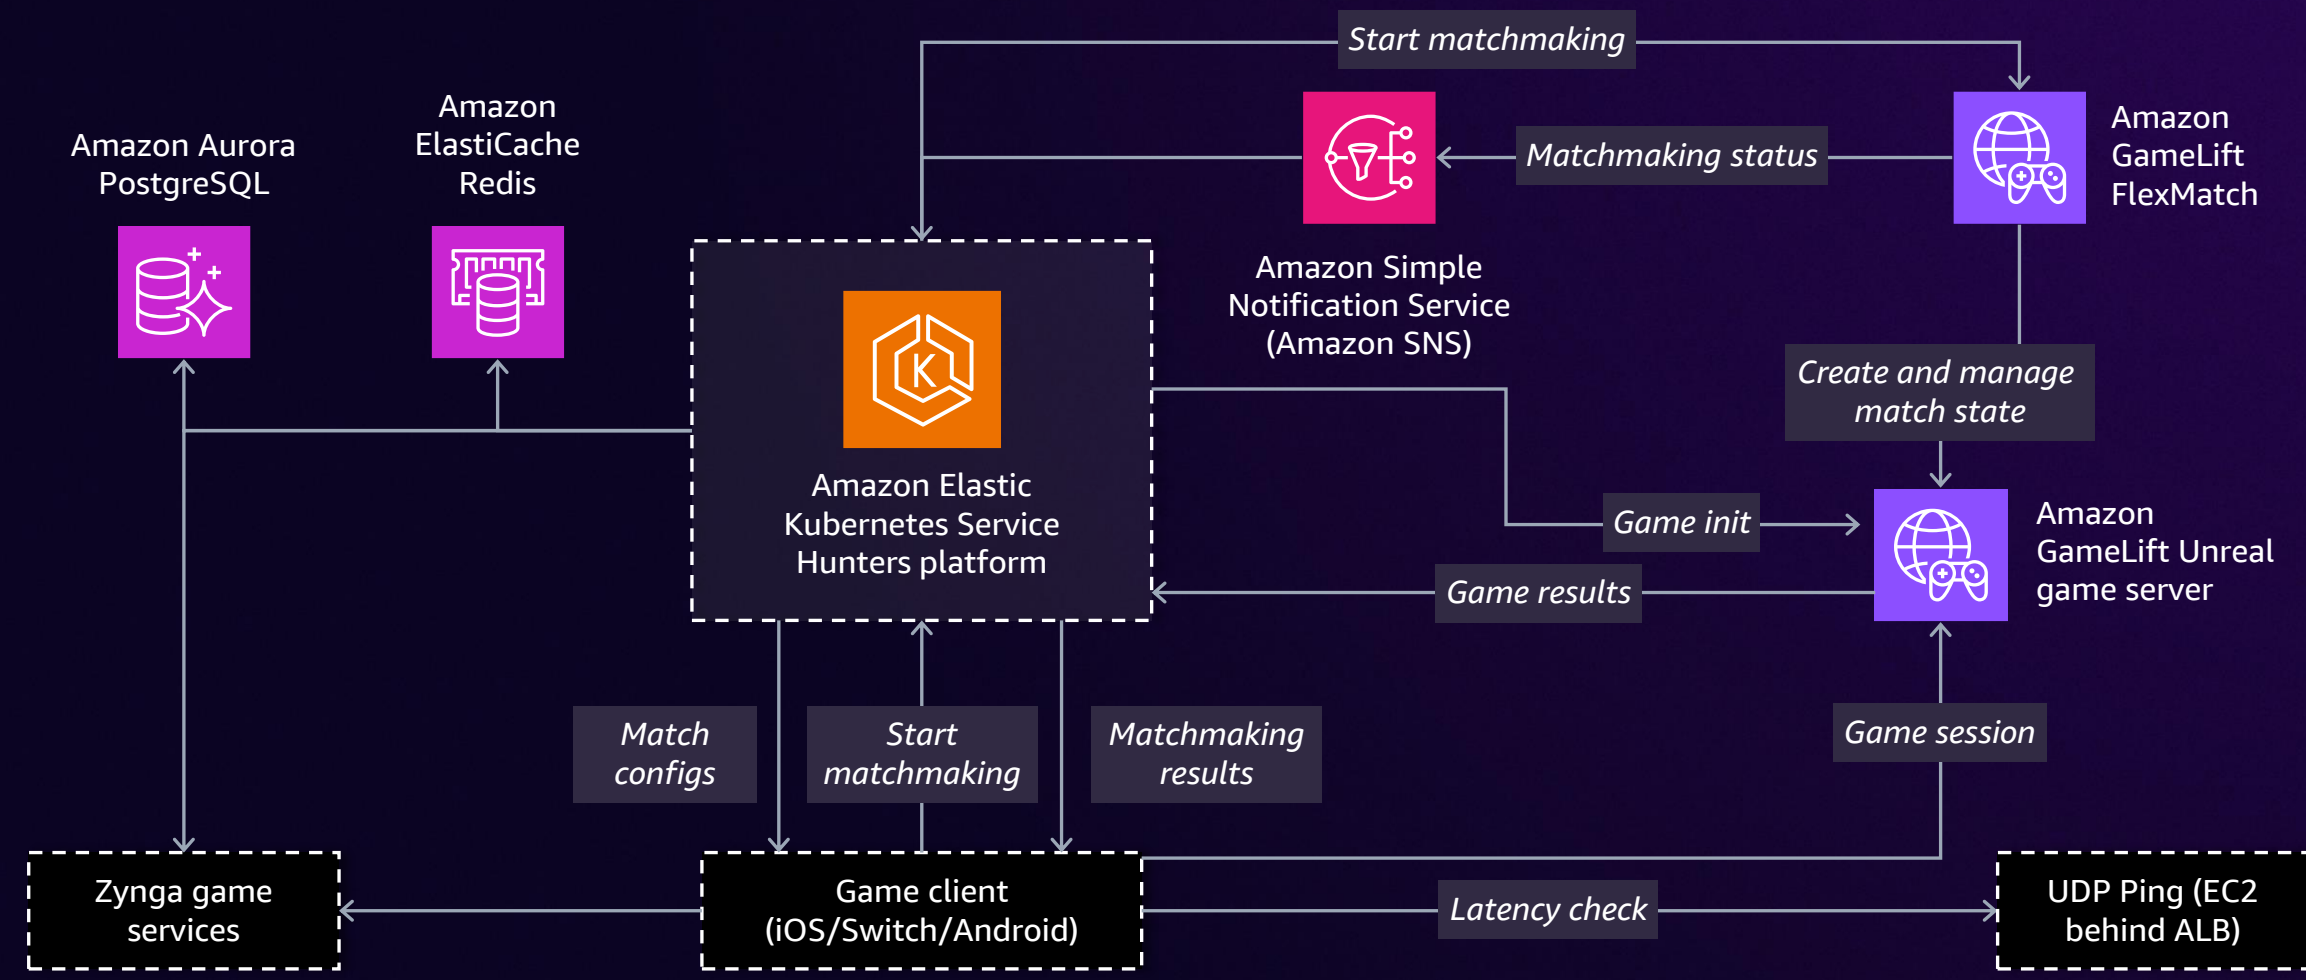 Start matchmaking
Amazon
ElastiCache
Redis
Amazon Aurora
PostgreSQL
Matchmaking status
Amazon
GameLift
FlexMatch
Amazon Simple
Notification Service
(Amazon SNS)
Create and manage
match state
K
Amazon Elastic
Kubernetes Service
Hunters platform
Game init
Amazon
GameLift Unreal
game server
Game results
Match
configs
Start
matchmaking
Matchmaking
results
Game session
Zynga game
services
Game client
(iOS/Switch/Android)
Latency check
UDP Ping (EC2
behind ALB)